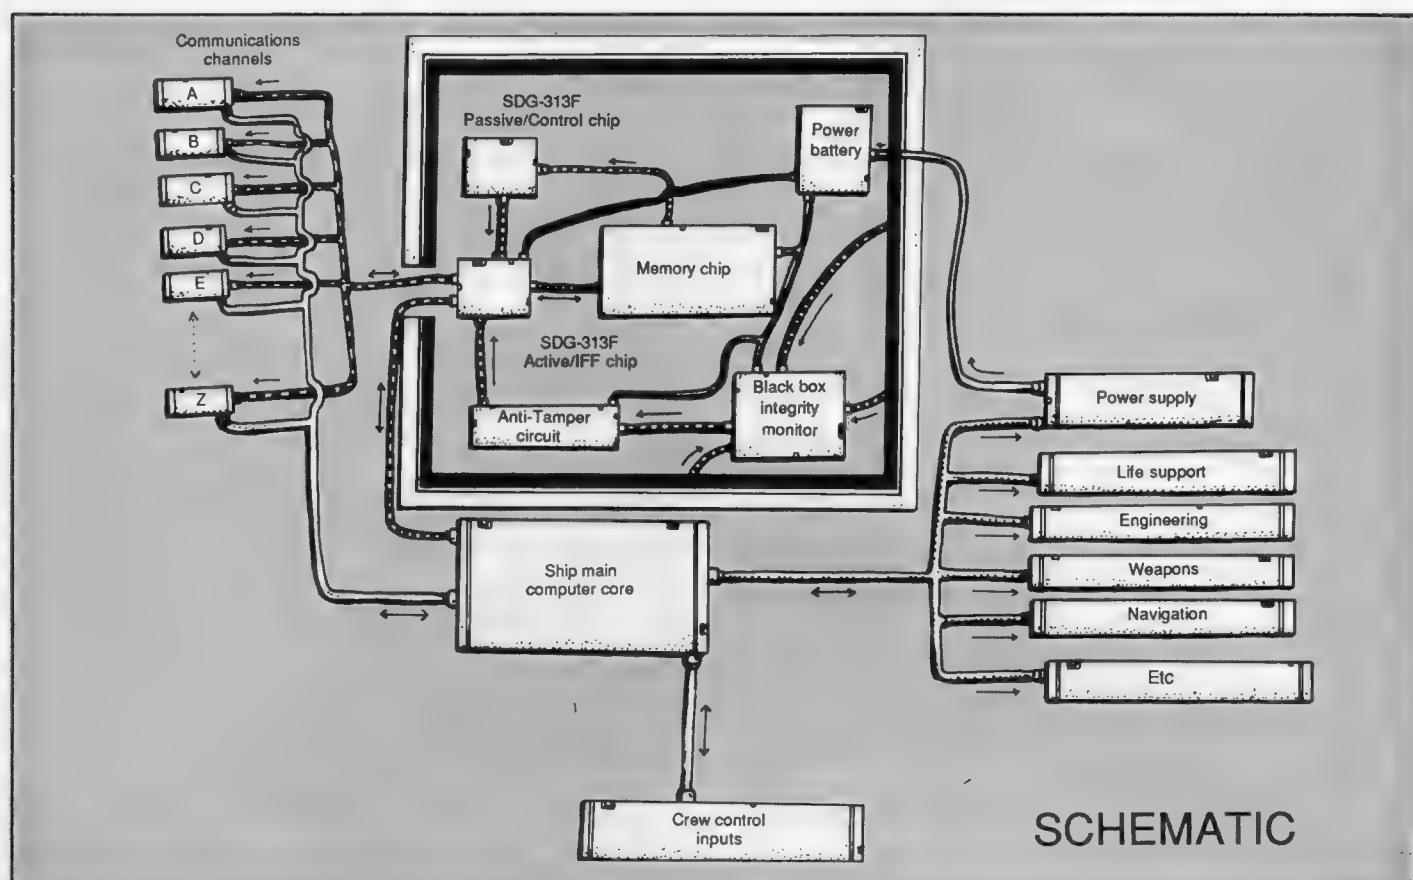 Communications
channels
A
B
C
D
E
Z
SDG-313F
Passive/Control chip
Power
battery
Memory chip
SDG-313F
Active/IFF chip
Anti-Tamper
circuit
Black box
integrity
monitor
Power supply
Life support
Engineering
Weapons
Navigation
Etc
Ship main
computer core
Crew control
inputs
SCHEMATIC